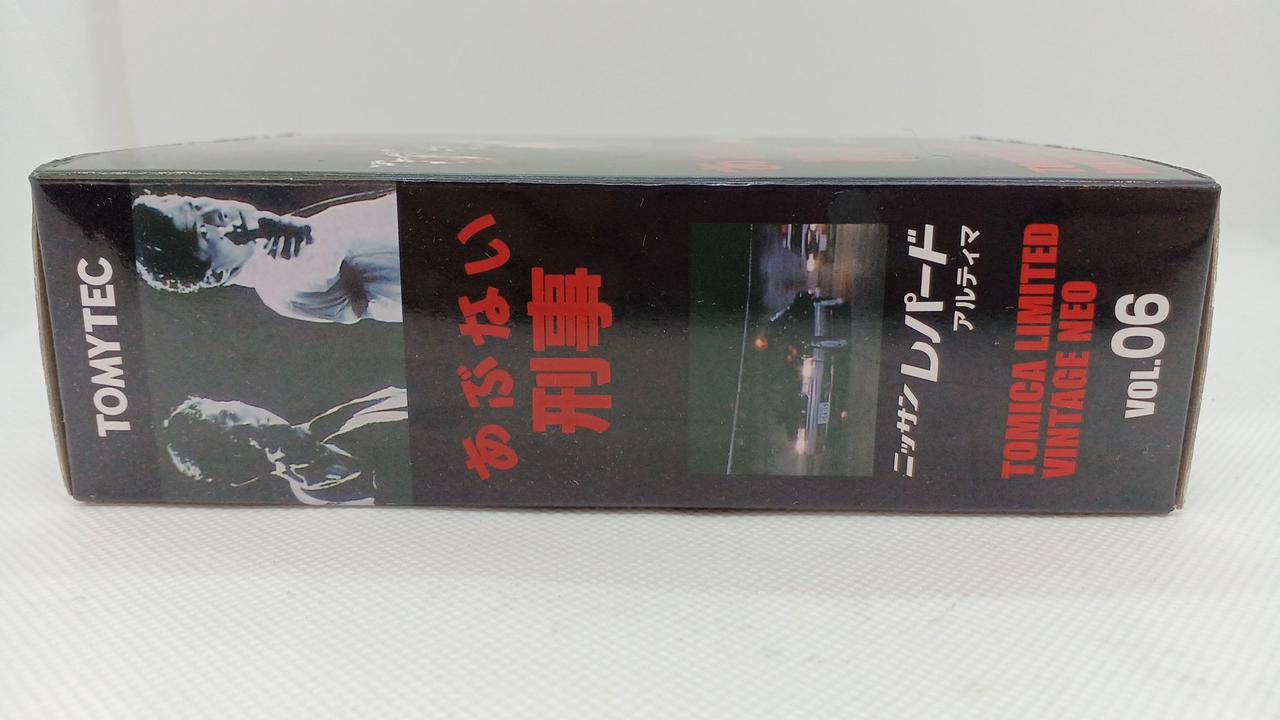 TOMYTEC
あぶない
刑事
ニッサン レパード
アルティマ
TOMICA LIMITED
VINTAGE NEO
VOL.06